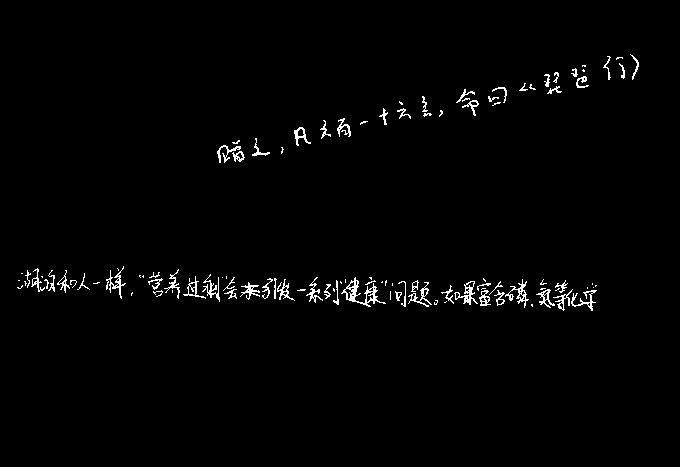 赠之,凡六百一十六言,命曰《琵琶行》
湖泊和人一样,"营养过剩"会引发一系列"健康"问题。如果富含磷、氮等化学